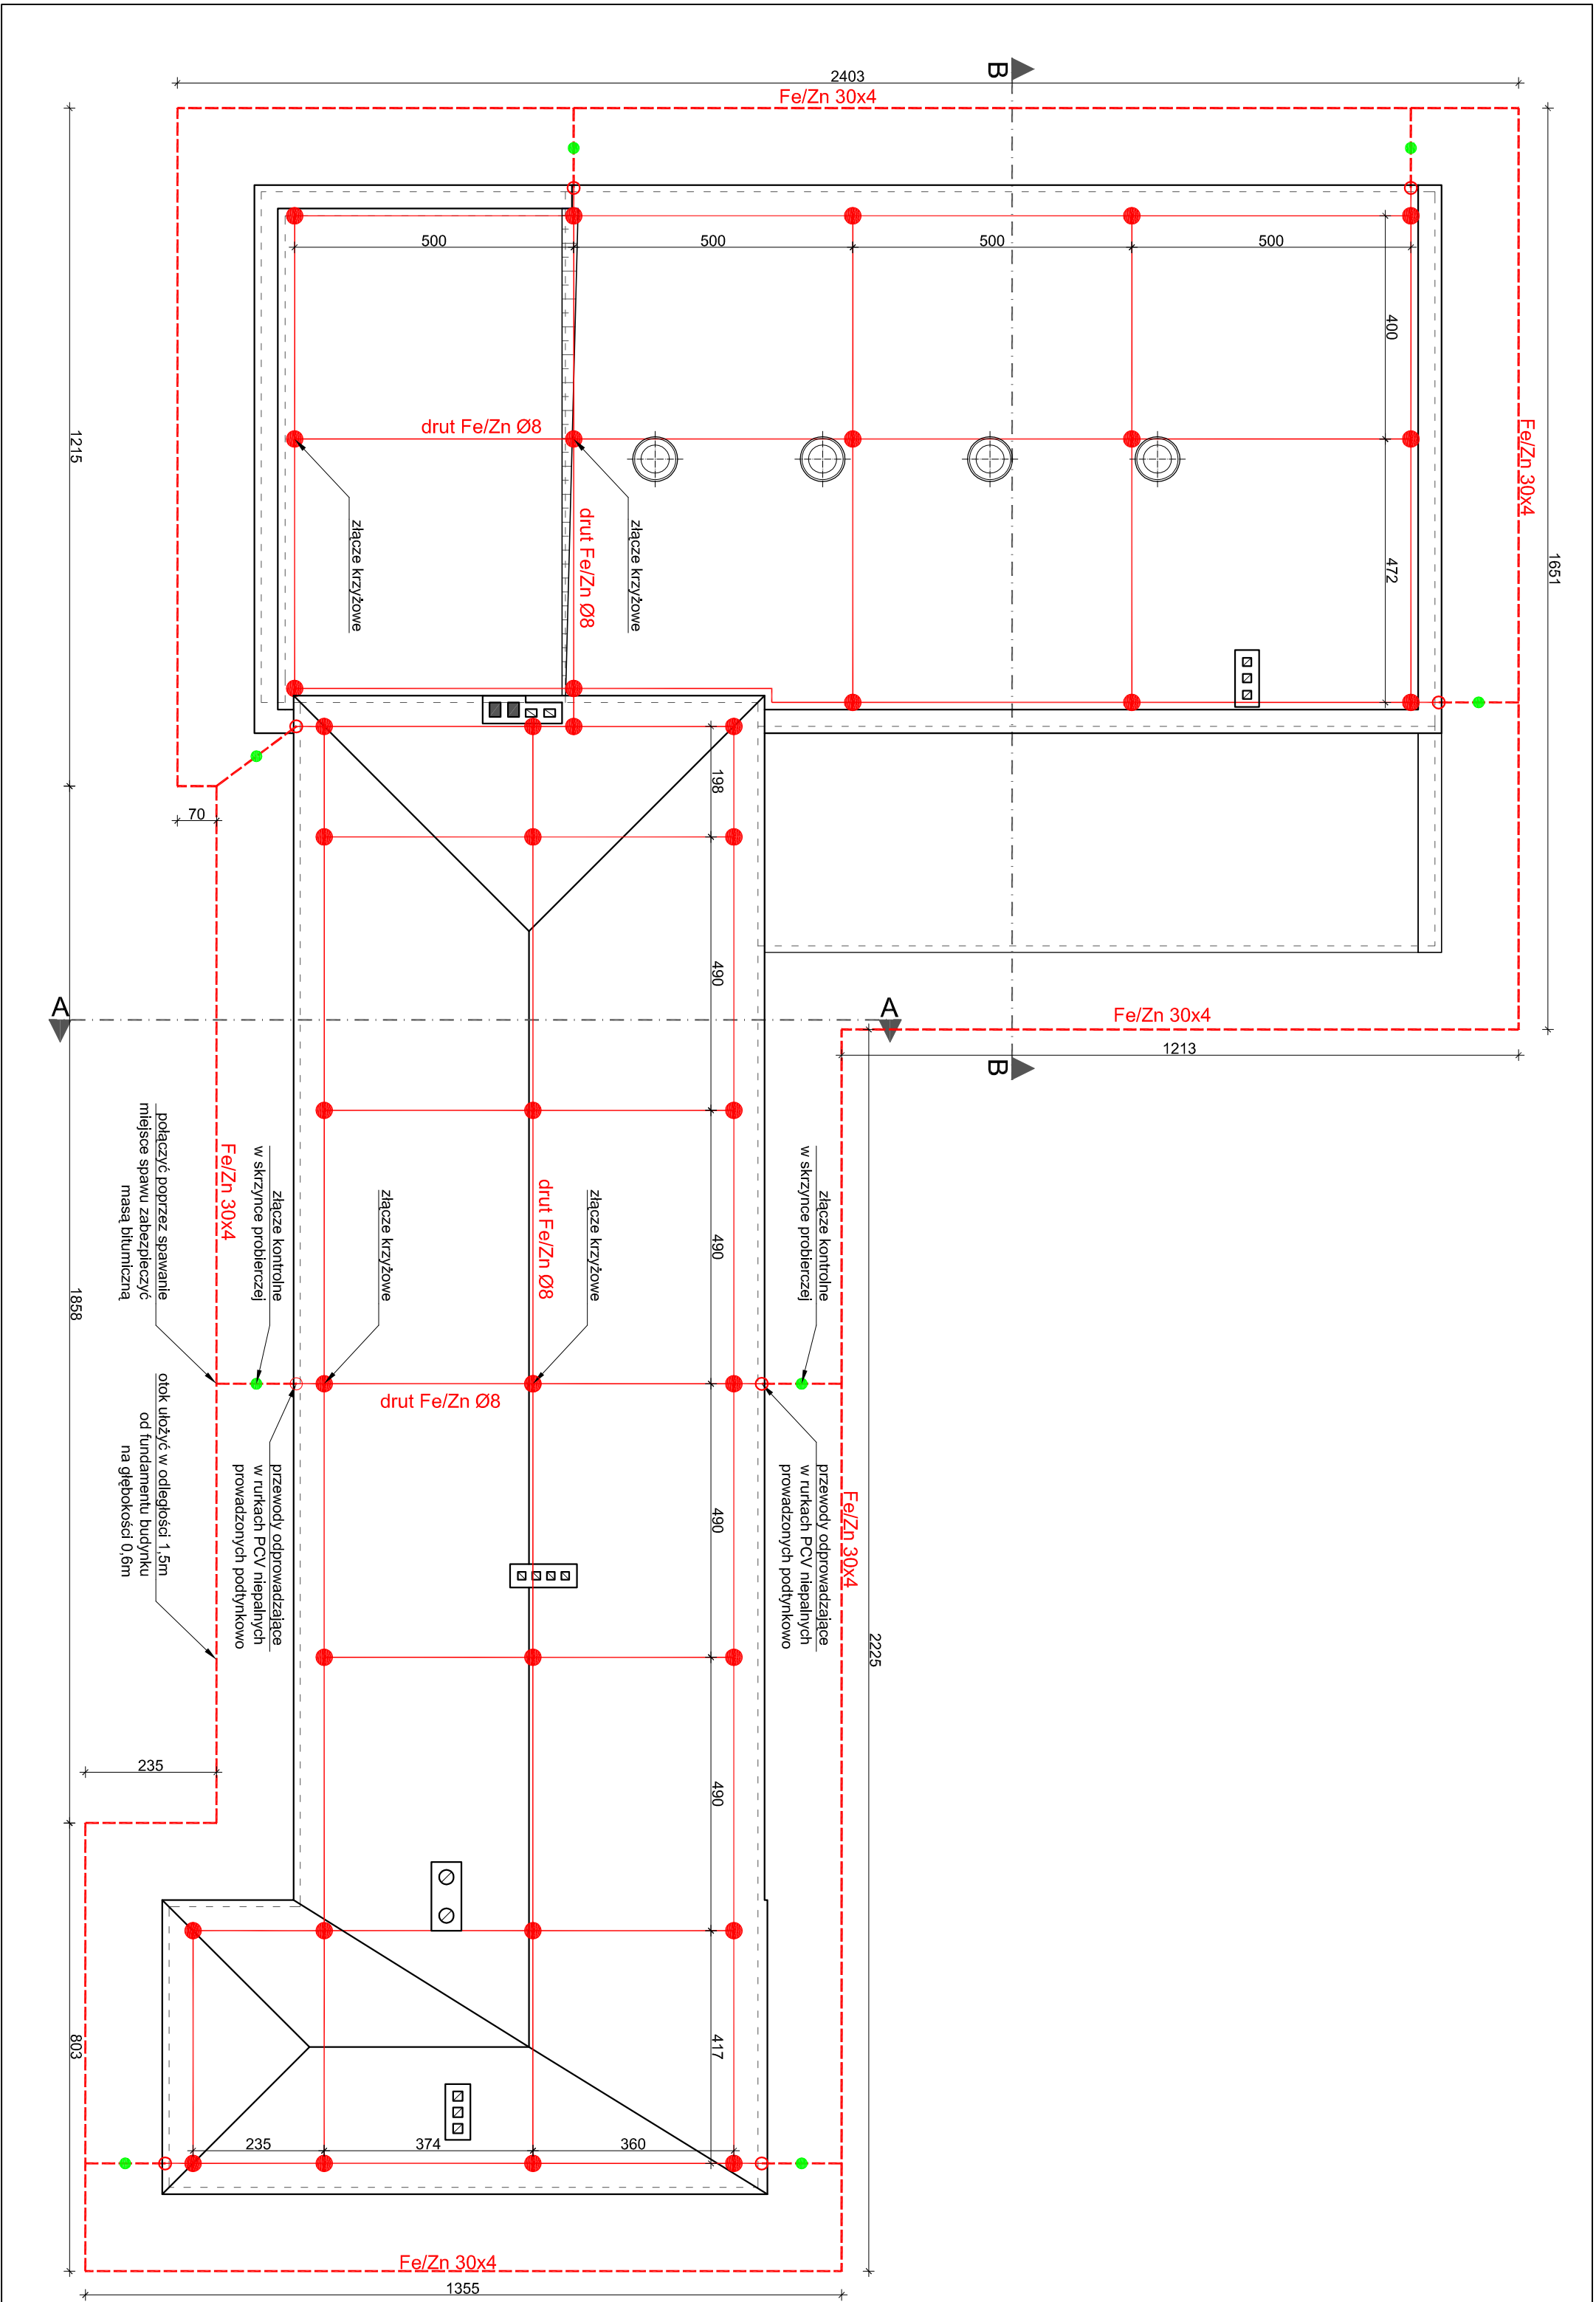 2403
Fe/Zn 30x4
B
500
500
500
500
400
Fe/Zn 30x4
1651
1215
drut Fe/Zn Ø8
472
złącze krzyżowe
drut Fe/Zn Ø8
złącze krzyżowe
198
70
490
A
A
Fe/Zn 30x4
1213
B
połączyć poprzez spawanie
miejsce spawu zabezpieczyć
masą bitumiczną
Fe/Zn 30x4
złącze kontrolne
w skrzynce probierczej
złącze krzyżowe
drut Fe/Zn Ø8
złącze krzyżowe
490
złącze kontrolne
w skrzynce probierczej
1858
drut Fe/Zn Ø8
otok ułożyć w odległości 1,5m
od fundamentu budynku
na głębokości 0,6m
przewody odprowadzające
w rurkach PCV niepalnych
prowadzonych podtynkowo
490
przewody odprowadzające
w rurkach PCV niepalnych
prowadzonych podtynkowo
Fe/Zn 30x4
2225
235
490
803
417
235
374
360
Fe/Zn 30x4
1355